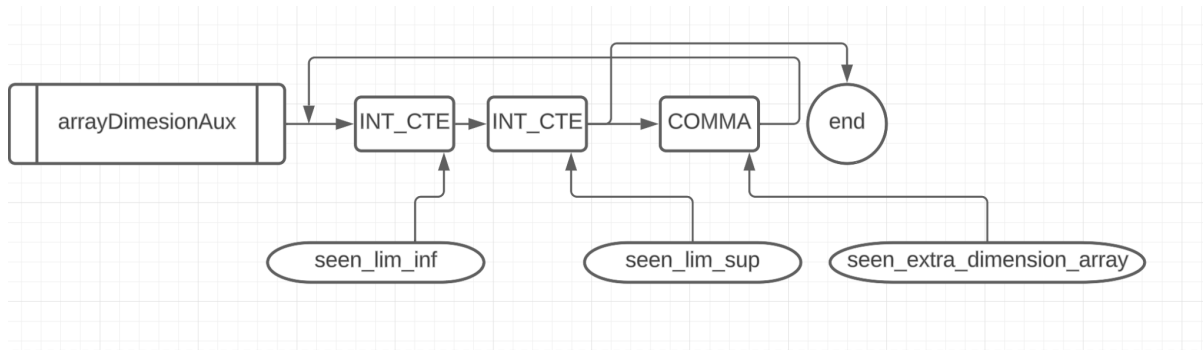 arrayDimesionAux
INT_CTE
INT_CTE
COMMA
end
seen_lim_inf
seen_lim_sup
seen_extra_dimension_array